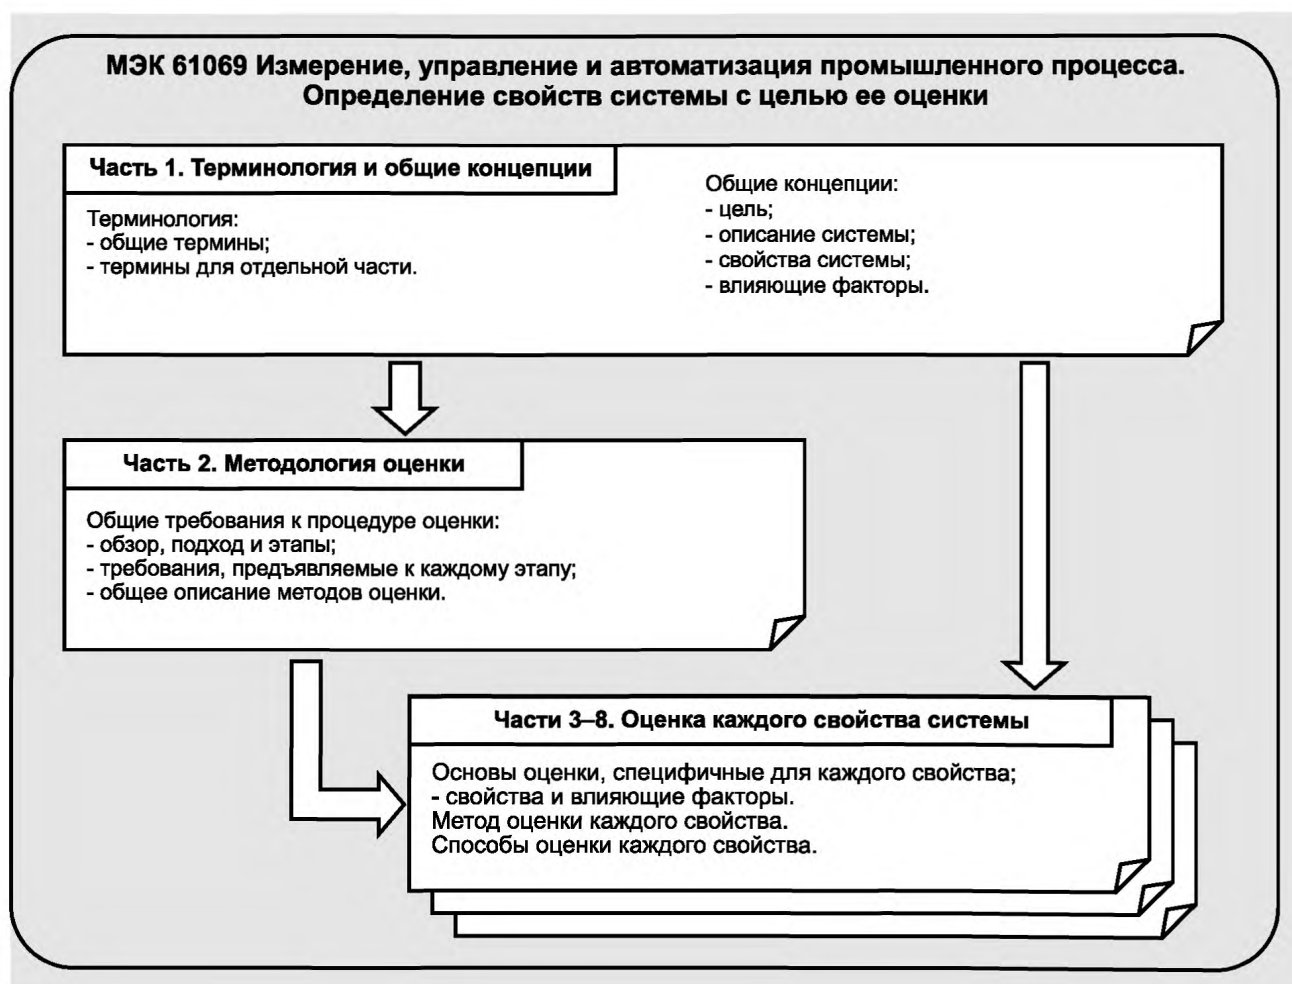 МЭК 61069 Измерение, управление и автоматизация промышленного процесса.
Определение свойств системы с целью ее оценки
Часть 1. Терминология и общие концепции
Терминология:
- общие термины;
- термины для отдельной части.
Общие концепции:
- цель;
- описание системы;
- свойства системы;
- влияющие факторы.
Часть 2. Методология оценки
Общие требования к процедуре оценки:
- обзор, подход и этапы;
- требования, предъявляемые к каждому этапу;
- общее описание методов оценки.
Части 3–8. Оценка каждого свойства системы
Основы оценки, специфичные для каждого свойства;
- свойства и влияющие факторы.
Метод оценки каждого свойства.
Способы оценки каждого свойства.